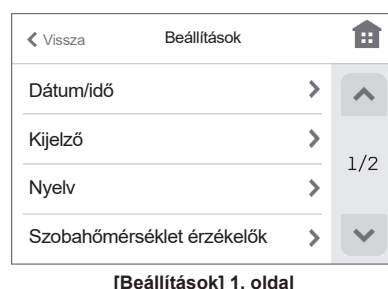 Vissza
Beállítások
Dátum/idő
Kijelző
1/2
Nyelv
Szobahőmérséklet érzékelők
[Beállítások] 1. oldal